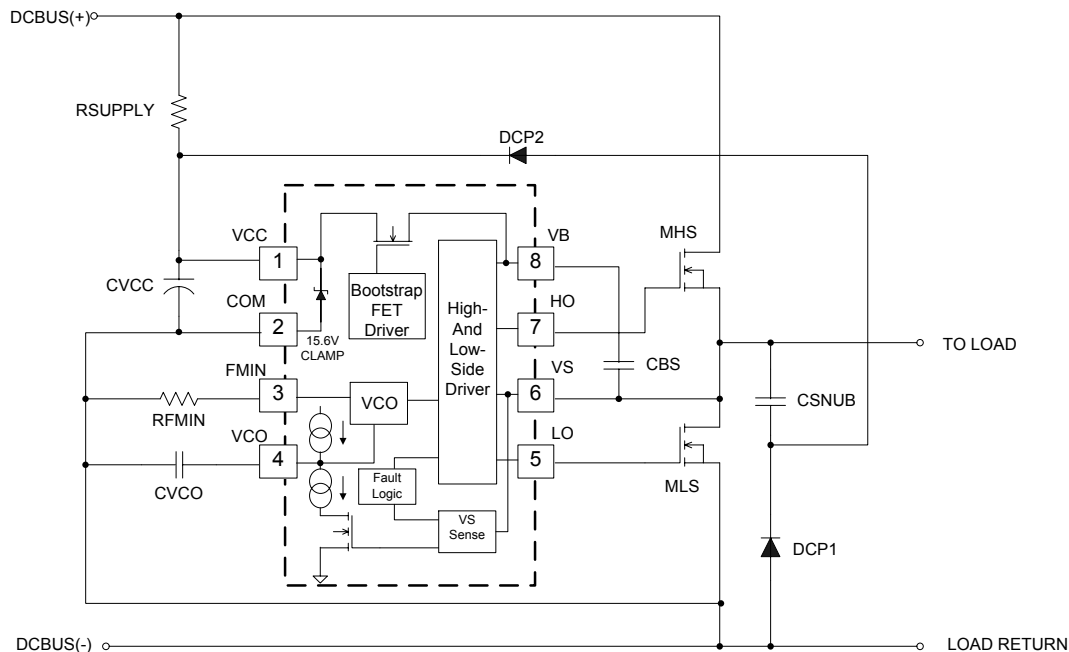 DCBUS(+)
RSUPPLY
DCP2
VCC
1
VB
8
MHS
CVCC
COM
2
15.6V
CLAMP
Bootstrap
FET
Driver
High-
And
Low-
Side
Driver
HO
7
TO LOAD
FMIN
3
RFMIN
VCO
VS
6
CBS
CSNUB
VCO
4
CVCO
LO
5
MLS
Fault
Logic
VS
Sense
DCP1
DCBUS(-)
LOAD RETURN